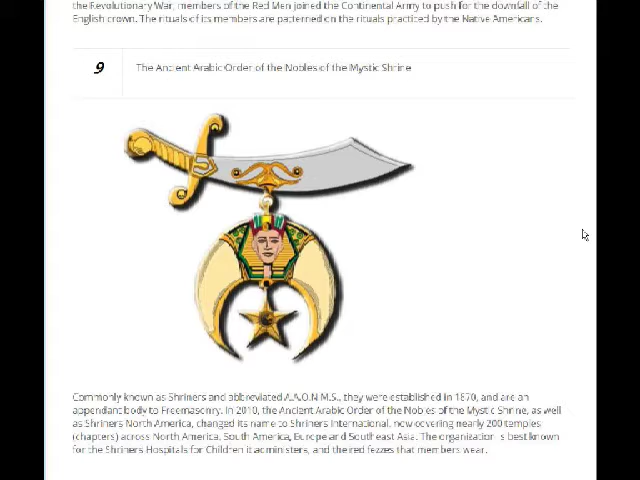 the Revolutionary War, members of the Red Men joined the Continental Army to push for the downfall of the
English crown. The rituals of its members are patterned on the rituals practiced by the Native Americans.
9
The Ancient Arabic Order of the Nobles of the Mystic Shrine
Commonly known as Shriners and abbreviated A.A.O.N.M.S., they were established in 1870, and are an
appendant body to Freemasonry. In 2010, the Ancient Arabic Order of the Nobles of the Mystic Shrine, as well
as Shriners North America, changed its name to Shriners International, now covering nearly 200 temples
(chapters) across North America, South America, Europe and Southeast Asia. The organization is best known
for the Shriners Hospitals for Children it administers, and the red fezzes that members wear.